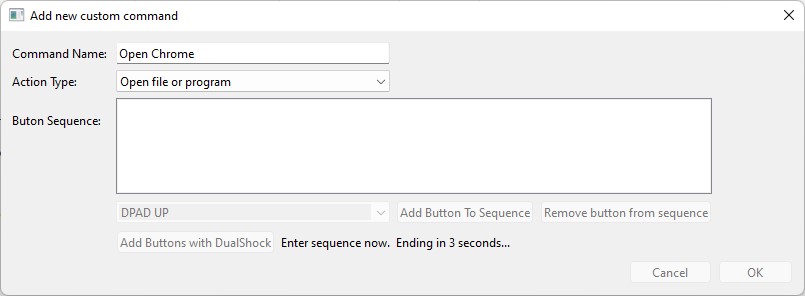 Add new custom command
Command Name: Open Chrome
Action Type: Open file or program
Buton Sequence:
DPAD UP Add Button To Sequence Remove button from sequence
Add Buttons with DualShock Enter sequence now. Ending in 3 seconds...
Cancel OK